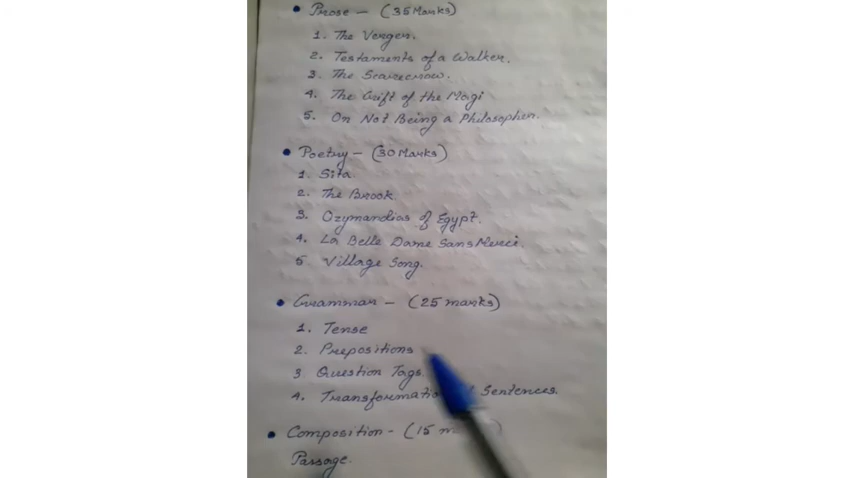 • Prose - (35 Marks)
1. The Verger.
2. Testaments of a Walker.
3. The Scarecrow.
4. The Grift of the Magi
5. On Not Being a Philosopher.
• Poetry - (30 Marks)
1. Sita.
2. The Brook.
3. Ozymandias of Egypt.
4. La Belle Dame Sans Merci.
5 Village Song.
• Grammar - (25 marks)
1. Tense
2. Prepositions
3 Question Tags.
4. Transformatio Sentences.
• Composition - (15 m )
Passage